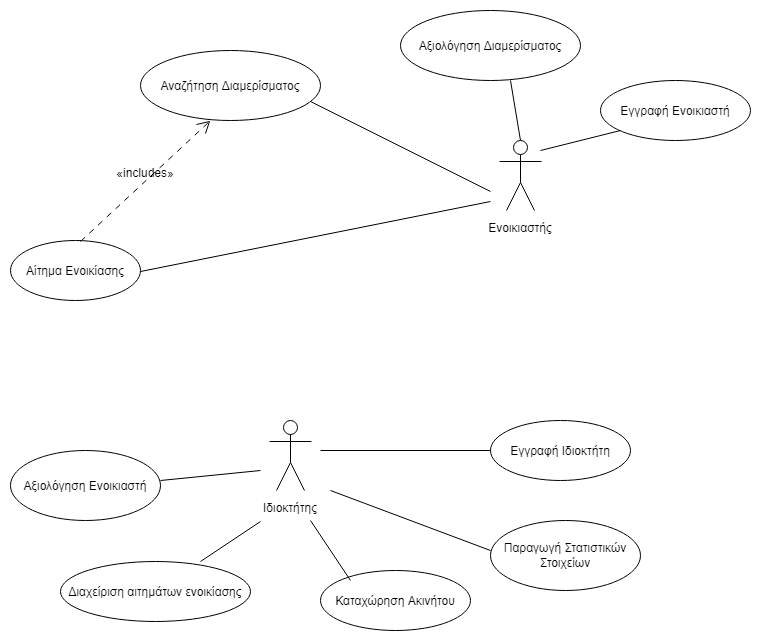 Αξιολόγηση Διαμερίσματος
Αναζήτηση Διαμερίσματος
Εγγραφή Ενοικιαστή
«includes»
Ενοικιαστής
Αίτημα Ενοικίασης
Εγγραφή Ιδιοκτήτη
Αξιολόγηση Ενοικιαστή
Ιδιοκτήτης
Παραγωγή Στατιστικών
Στοιχείων
Διαχείριση αιτημάτων ενοικίασης
Καταχώρηση Ακινήτου